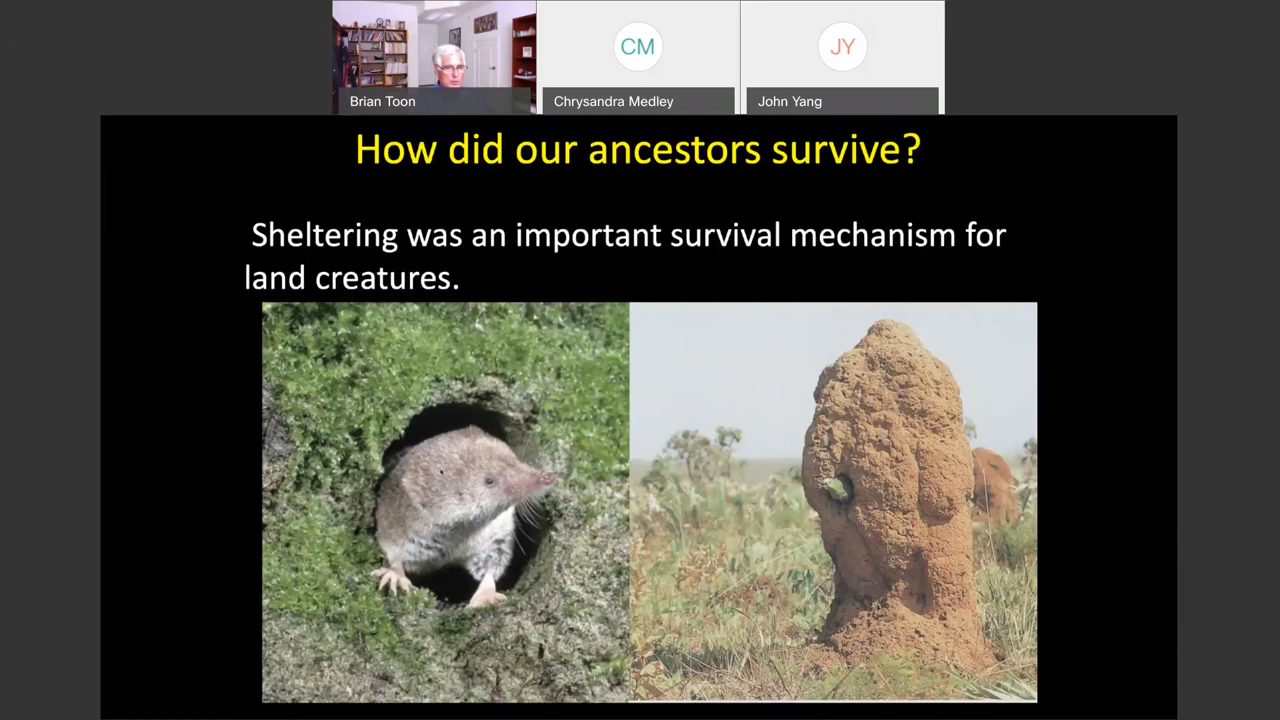 CM
JY
Brian Toon
Chrysandra Medley
John Yang
How did our ancestors survive?
Sheltering was an important survival mechanism for
land creatures.